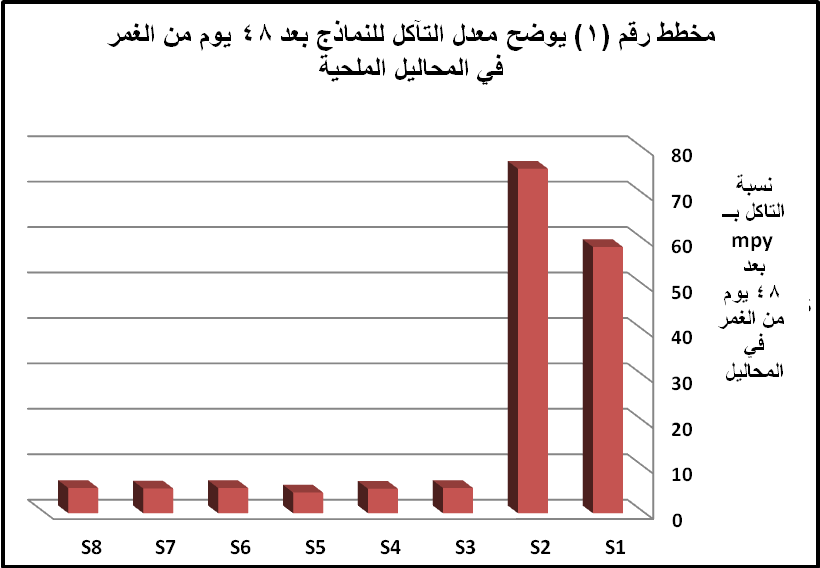 مخطط رقم (١) يوضح معدل التآكل للنماذج بعد ٤٨ يوم من الغمر
في المحاليل الملحية
80
70
60
50
40
30
20
10
0
نسبة
التاكل بـــ
mpy
بعد
٤٨ يوم
من الغمر
في
المحاليل
S8 S7 S6 S5 S4 S3 S2 S1